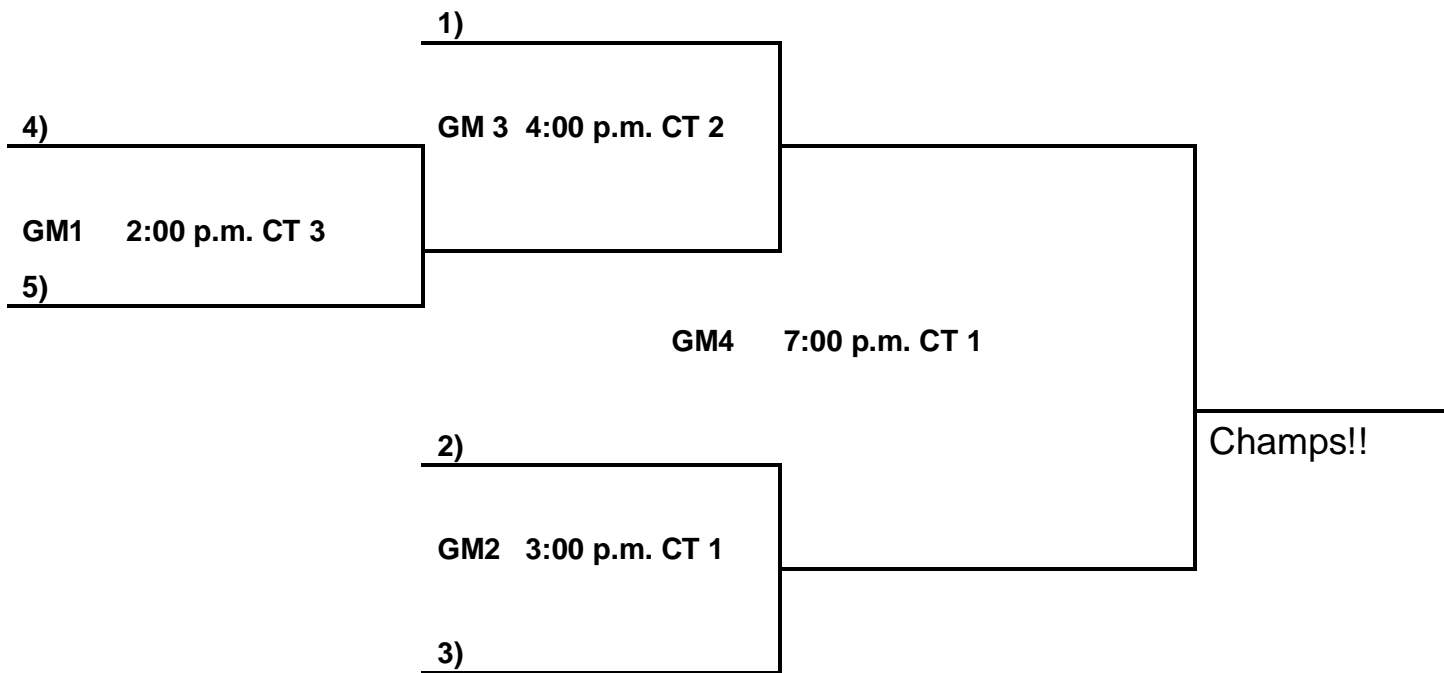 1)
4)
GM 3 4:00 p.m. CT 2
GM1 2:00 p.m. CT 3
5)
GM4 7:00 p.m. CT 1
2)
Champs!!
GM2 3:00 p.m. CT 1
3)